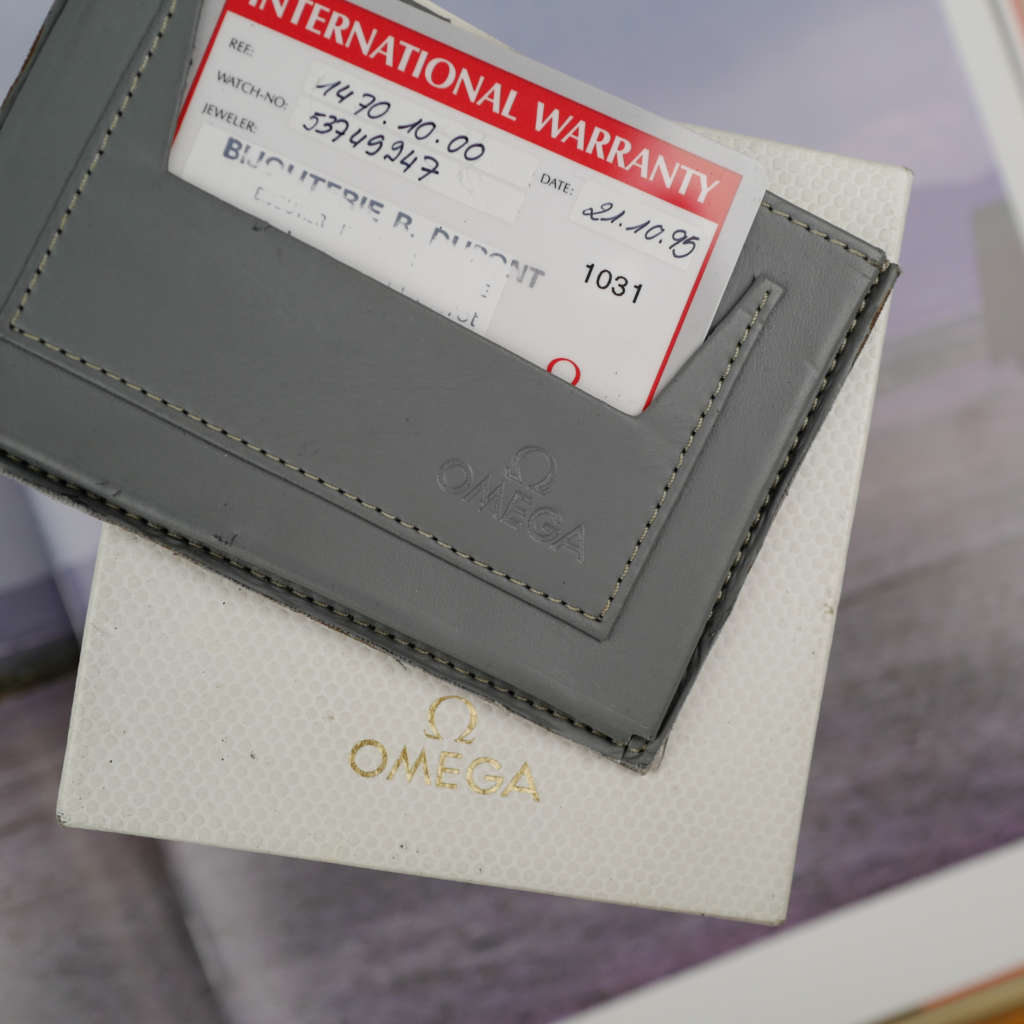 INTERNATIONAL WARRANTY
REF: 1470.10.00
WATCH-NO: 53749947
JEWELER:
DATE: 21.10.95
BIJOUTERIE B. DUPONT
1031
Ω
Ω
OMEGA
Ω
OMEGA